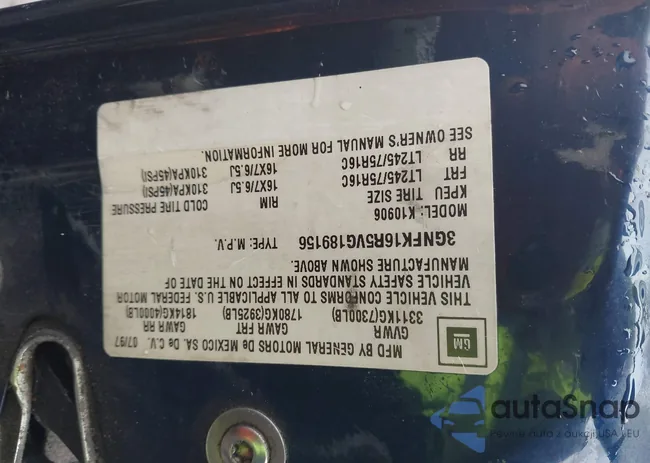 MFD BY GENERAL MOTORS De MEXICO SA. De C.V. 07/97
GM
GVWR GAWR FRT GAWR RR
3311KG(7300LB) 1780KG(3925LB) 1814KG(4000LB)
THIS VEHICLE CONFORMS TO ALL APPLICABLE U.S. FEDERAL MOTOR
VEHICLE SAFETY STANDARDS IN EFFECT ON THE DATE OF
MANUFACTURE SHOWN ABOVE.
3GNFK16R5VG189156 TYPE: M.P.V.
MODEL: K10906
KPEU TIRE SIZE RIM COLD TIRE PRESSURE
FRT LT245/75R16C 16X7/6.5J 310KPA(45PSI)
RR LT245/75R16C 16X7/6.5J 310KPA(45PSI)
SEE OWNER'S MANUAL FOR MORE INFORMATION.
autoSnap